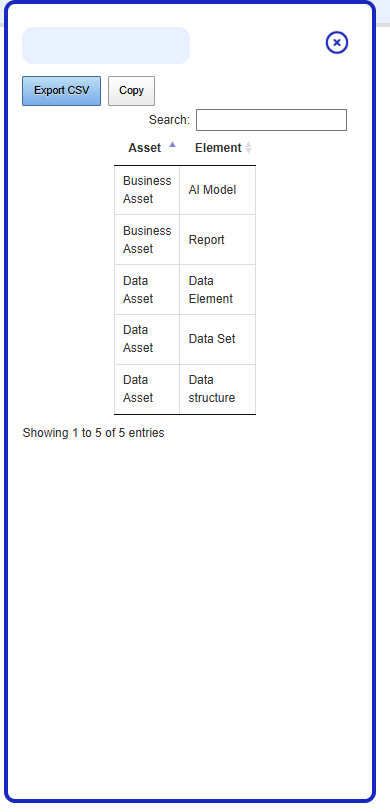 Export CSV Copy
Search:
Asset Element
Business
Asset
AI Model
Business
Asset
Report
Data
Asset
Data
Element
Data
Asset
Data Set
Data
Asset
Data
structure
Showing 1 to 5 of 5 entries